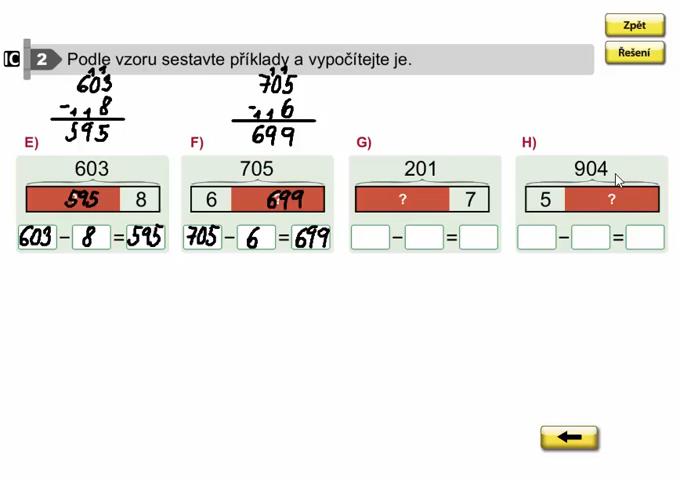 Zpět
2 Podle vzoru sestavte příklady a vypočítejte je.
Řešení
603
- 8
595
705
- 6
699
E) F) G) H)
603 705 201 904
595 8 6 699 ? 7 5 ?
603 - 8 = 595 705 - 6 = 699 - = - =